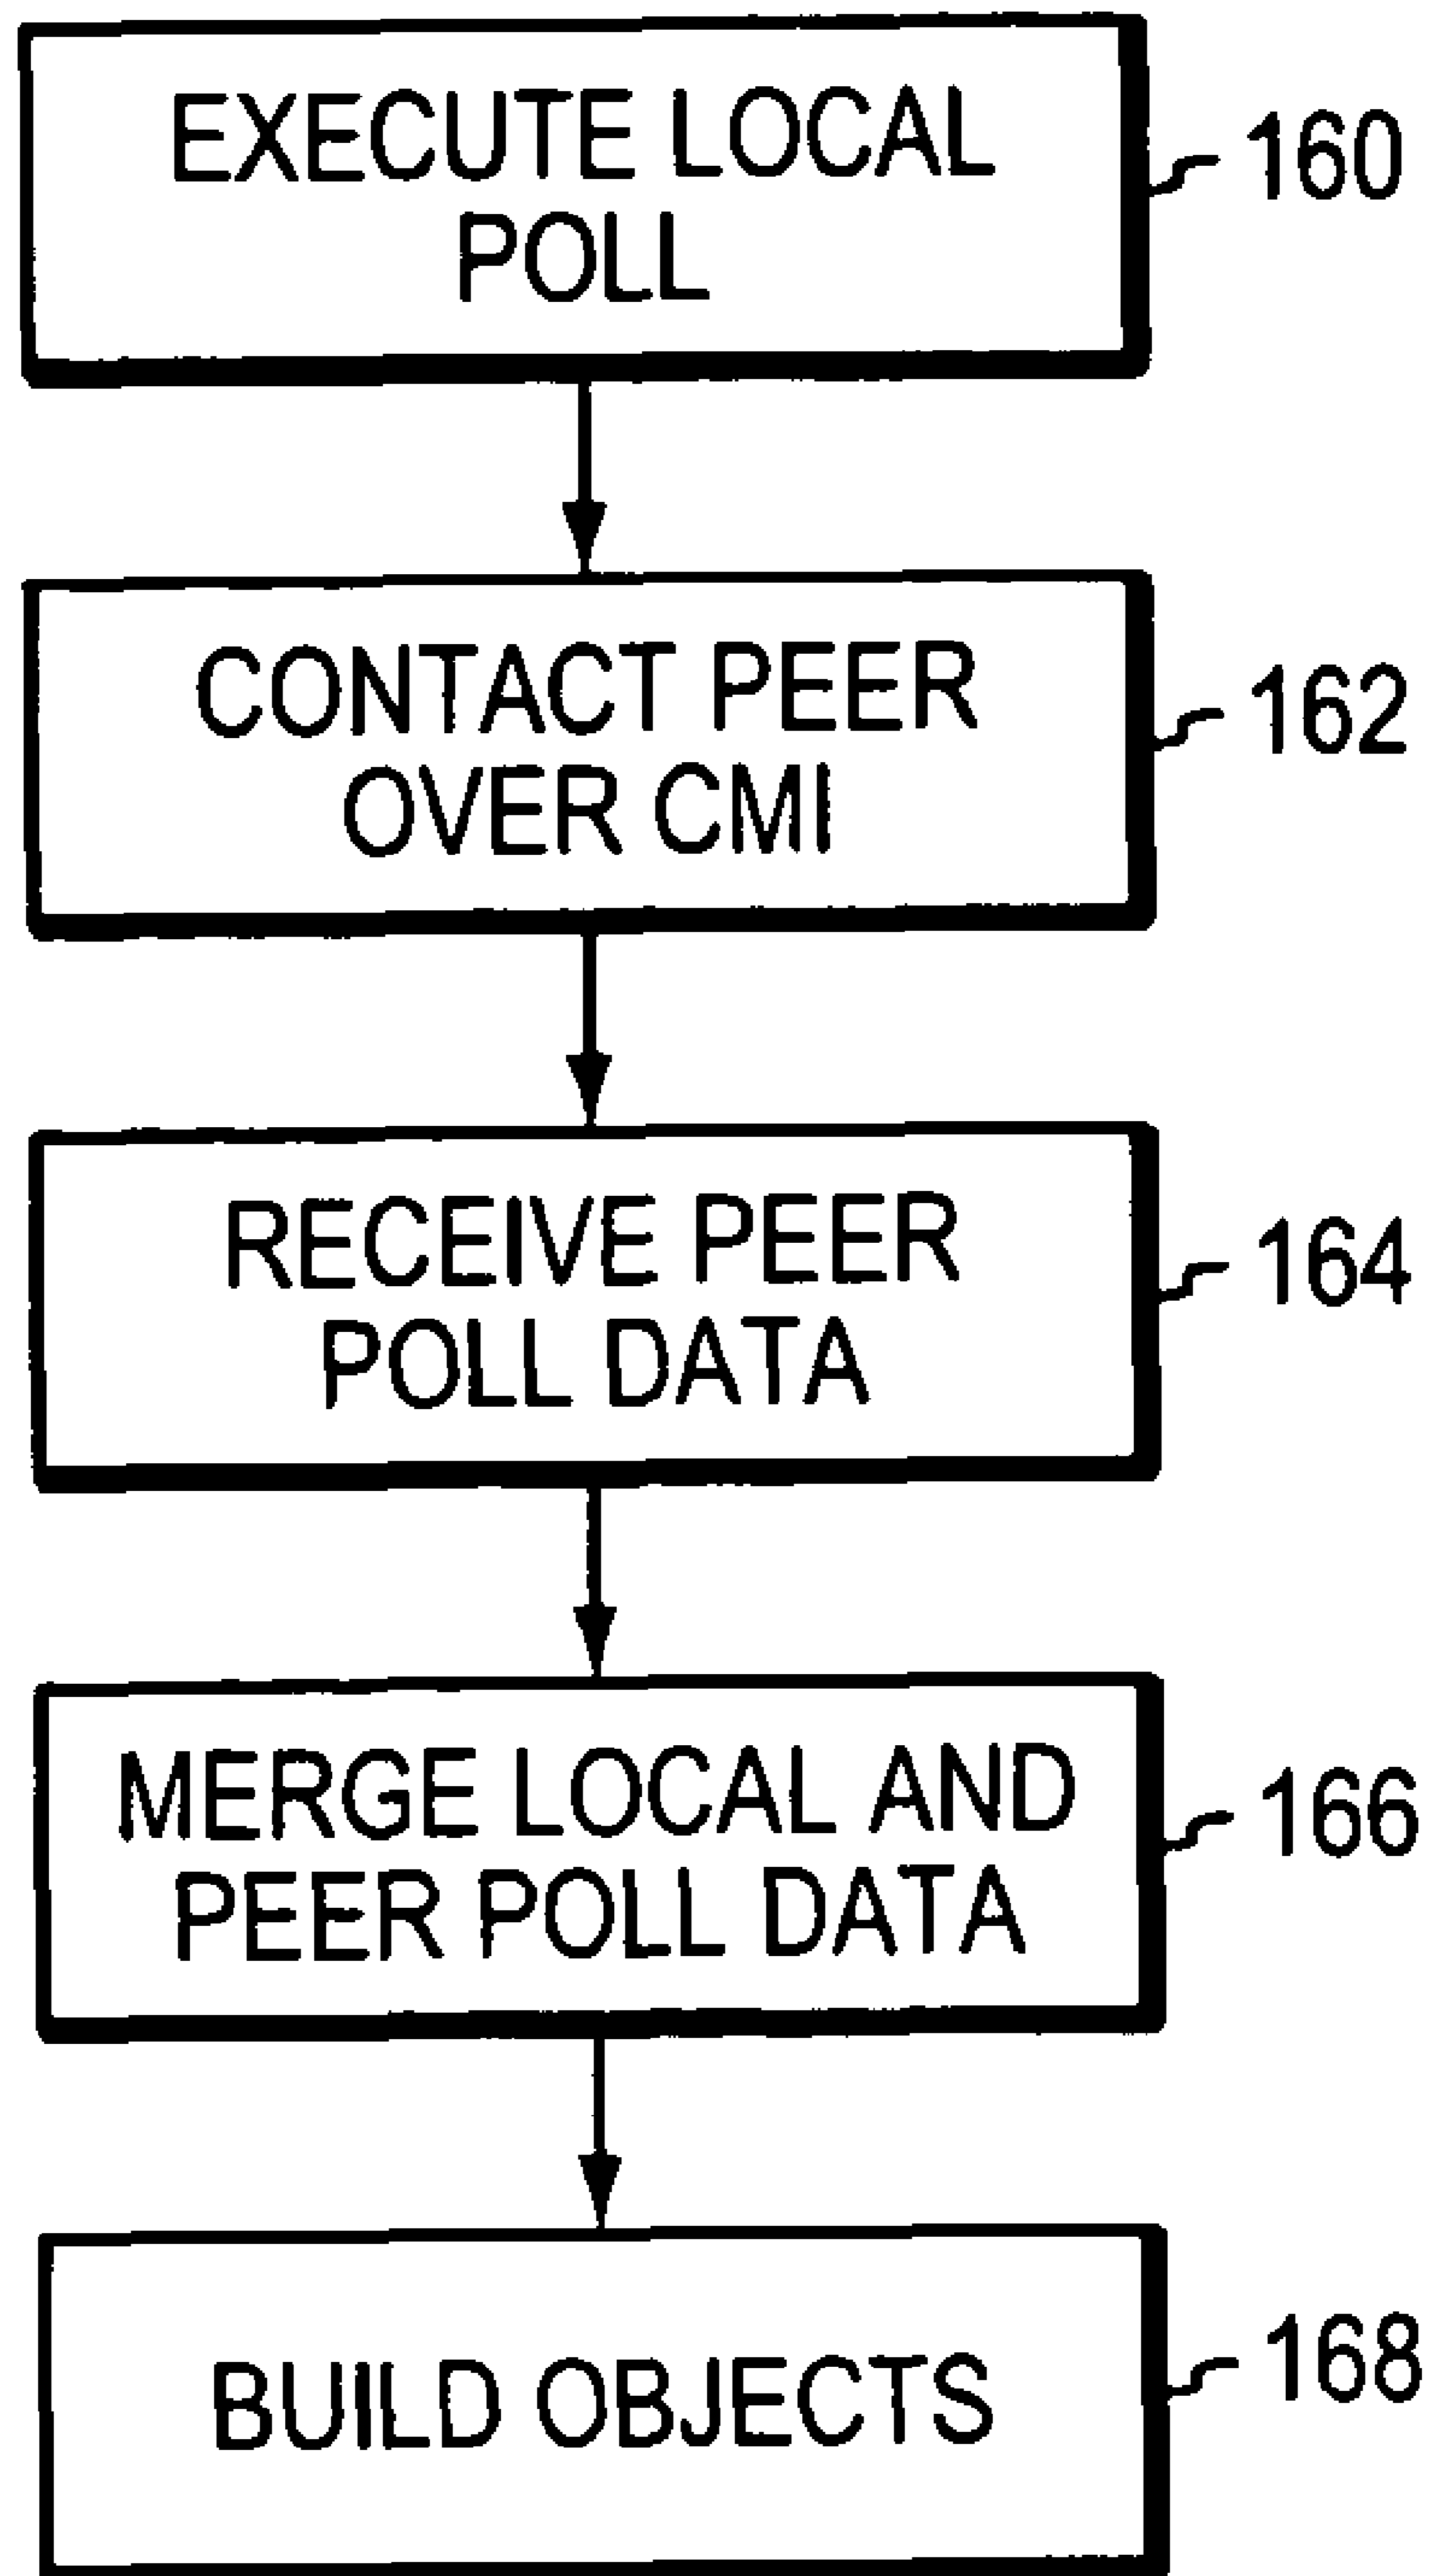 EXECUTE LOCAL
POLL
160
CONTACT PEER
OVER CMI
162
RECEIVE PEER
POLL DATA
164
MERGE LOCAL AND
PEER POLL DATA
166
BUILD OBJECTS
168